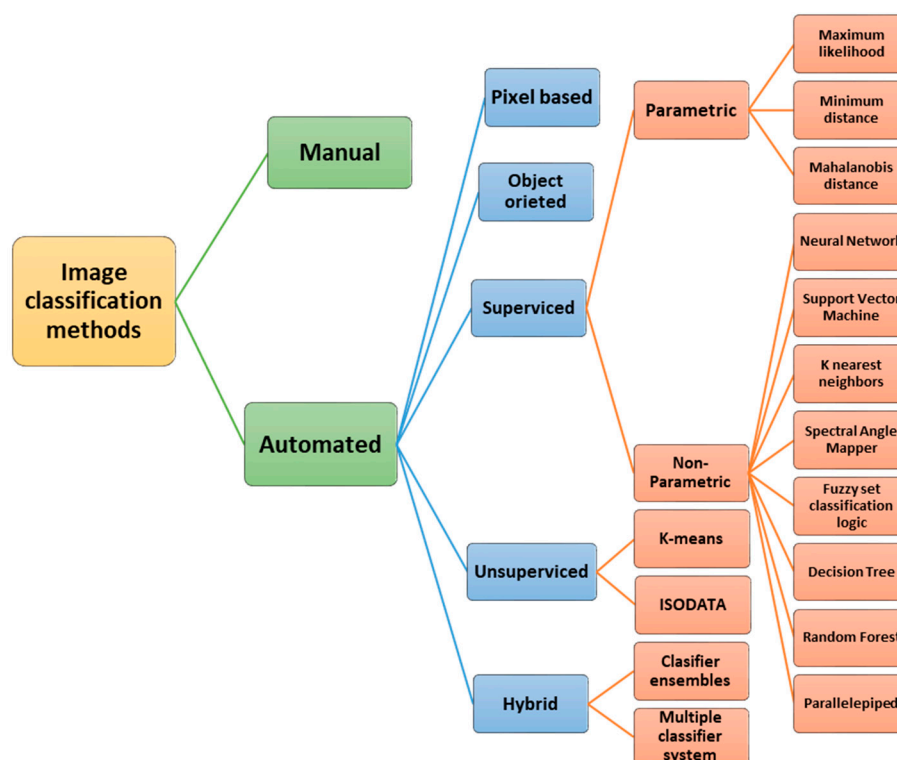 Image
classification
methods
Manual
Automated
Pixel based
Object
orieted
Superviced
Unsuperviced
Hybrid
Parametric
Non-
Parametric
K-means
ISODATA
Clasifier
ensembles
Multiple
classifier
system
Maximum
likelihood
Minimum
distance
Mahalanobis
distance
Neural Network
Support Vector
Machine
K nearest
neighbors
Spectral Angle
Mapper
Fuzzy set
classification
logic
Decision Tree
Random Forest
Parallelepiped